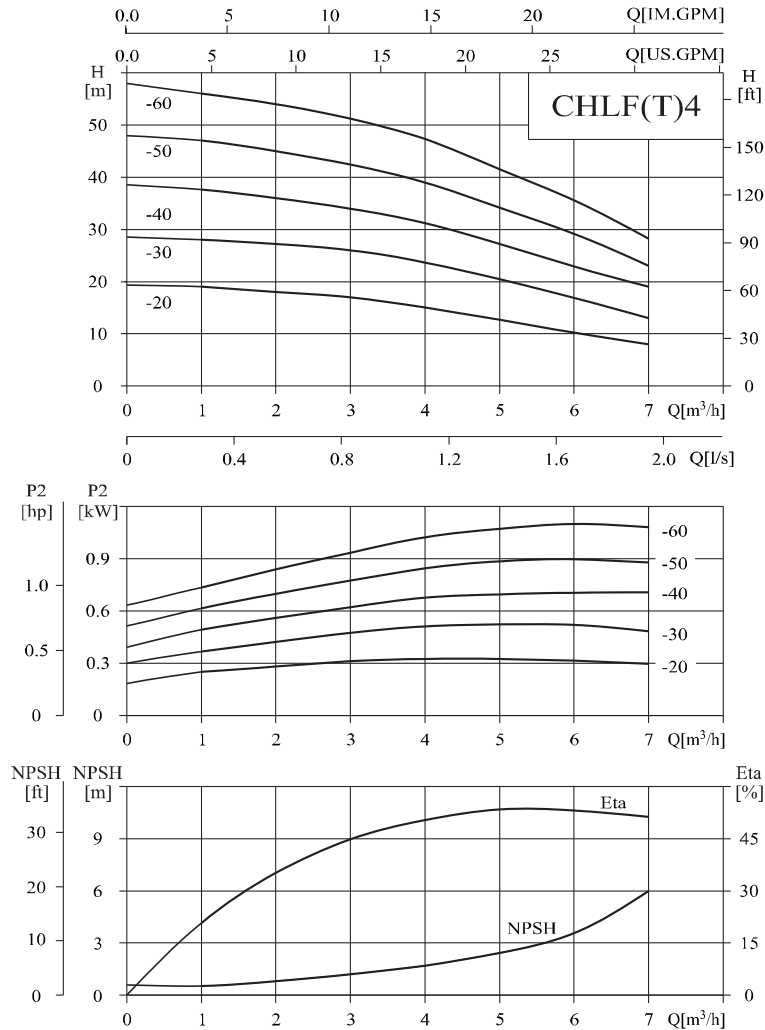 0.0 5 10 15 20 Q[IM.GPM]
0.0 5 10 15 20 25 Q[US.GPM]
H
[m]
H
[ft]
CHLF(T)4
-60
-50
-40
-30
-20
50
40
30
20
10
0
150
120
90
60
30
0
0 1 2 3 4 5 6 7 Q[m³/h]
0 0.4 0.8 1.2 1.6 2.0 Q[l/s]
P2
[hp]
P2
[kW]
1.0
0.5
0
0.9
0.6
0.3
0
-60
-50
-40
-30
-20
0 1 2 3 4 5 6 7 Q[m³/h]
NPSH
[ft]
NPSH
[m]
Eta
[%]
30
20
10
0
9
6
3
0
Eta
NPSH
45
30
15
0
0 1 2 3 4 5 6 7 Q[m³/h]